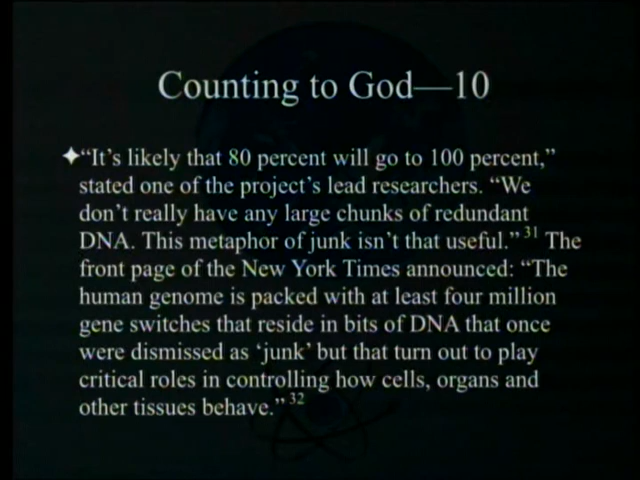 Counting to God—10
✦“It’s likely that 80 percent will go to 100 percent,”
stated one of the project’s lead researchers. “We
don’t really have any large chunks of redundant
DNA. This metaphor of junk isn’t that useful.” 31 The
front page of the New York Times announced: “The
human genome is packed with at least four million
gene switches that reside in bits of DNA that once
were dismissed as ‘junk’ but that turn out to play
critical roles in controlling how cells, organs and
other tissues behave.” 32